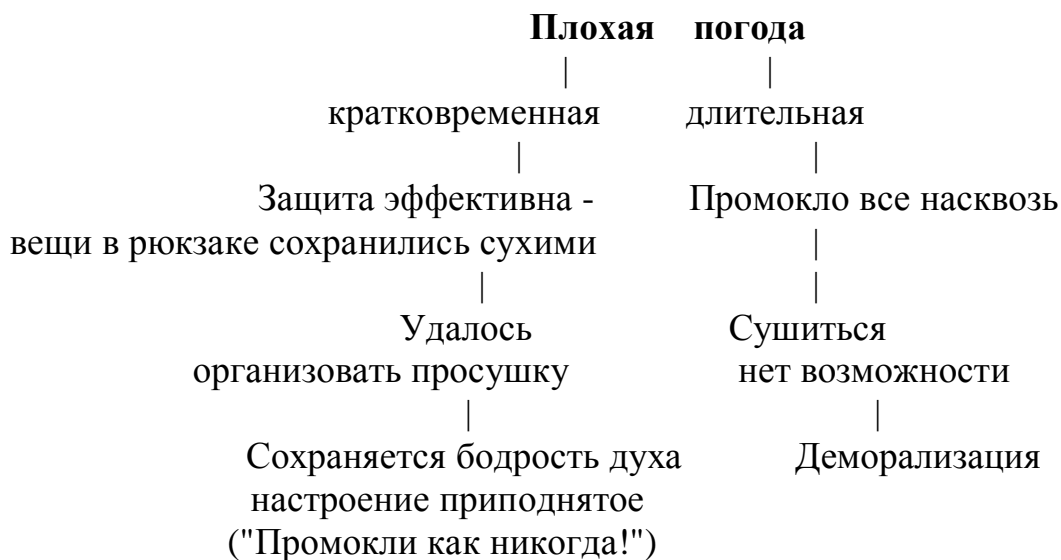 Плохая погода
| |
кратковременная длительная
| |
Защита эффективна - Промокло все насквозь
вещи в рюкзаке сохранились сухими |
| |
Удалось Сушиться
организовать просушку нет возможности
| |
Сохраняется бодрость духа Деморализация
настроение приподнятое
("Промокли как никогда!")